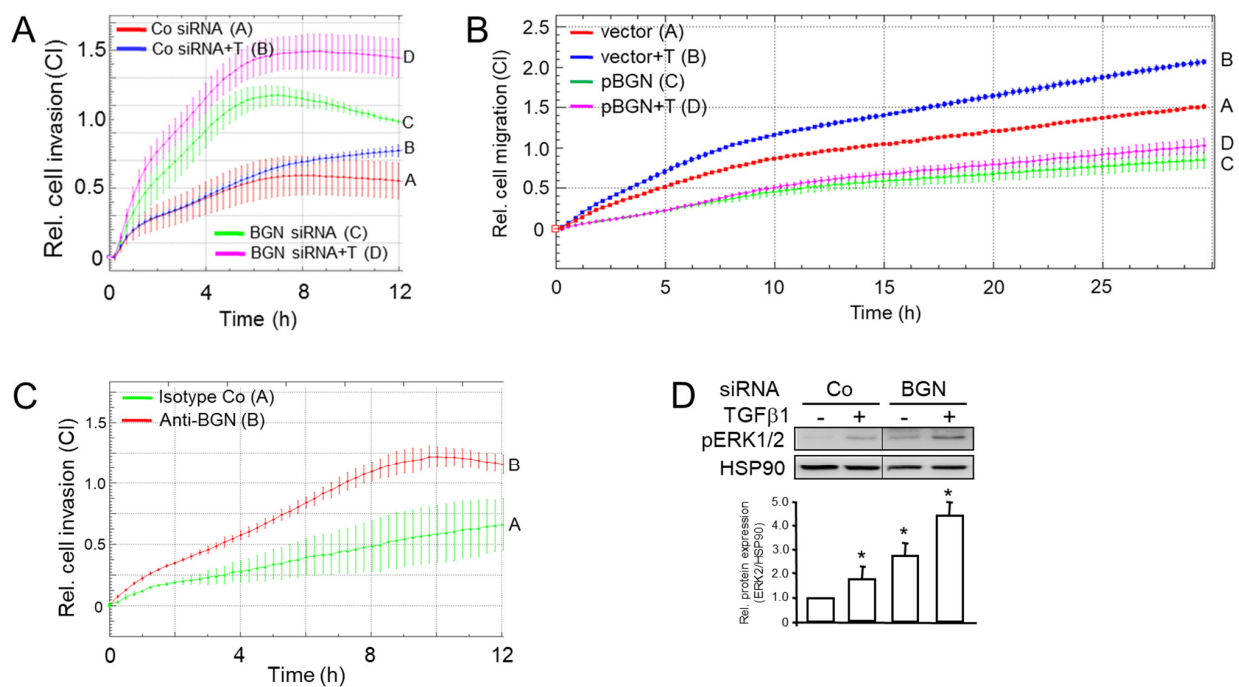 A
Co siRNA (A)
Co siRNA+T (B)
BGN siRNA (C)
BGN siRNA+T (D)
D
C
B
A
Rel. cell invasion (CI)
1.5
1.0
0.5
0
0 4 8 12
Time (h)
B
vector (A)
vector+T (B)
pBGN (C)
pBGN+T (D)
B
A
D
C
Rel. cell migration (CI)
2.5
2.0
1.5
1.0
0.5
0
0 5 10 15 20 25
Time (h)
C
Isotype Co (A)
Anti-BGN (B)
B
A
Rel. cell invasion (CI)
1.5
1.0
0.5
0
0 4 8 12
Time (h)
D
siRNA Co BGN
TGFβ1 - + - +
pERK1/2
HSP90
Rel. protein expression
(ERK2/HSP90)
5.0
4.0
3.0
2.0
1.0
0
* * *